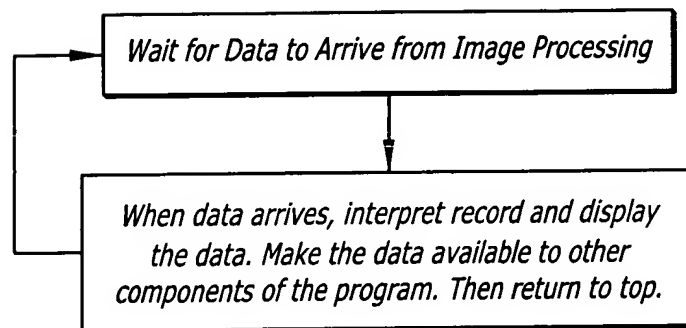 Wait for Data to Arrive from Image Processing
When data arrives, interpret record and display
the data. Make the data available to other
components of the program. Then return to top.